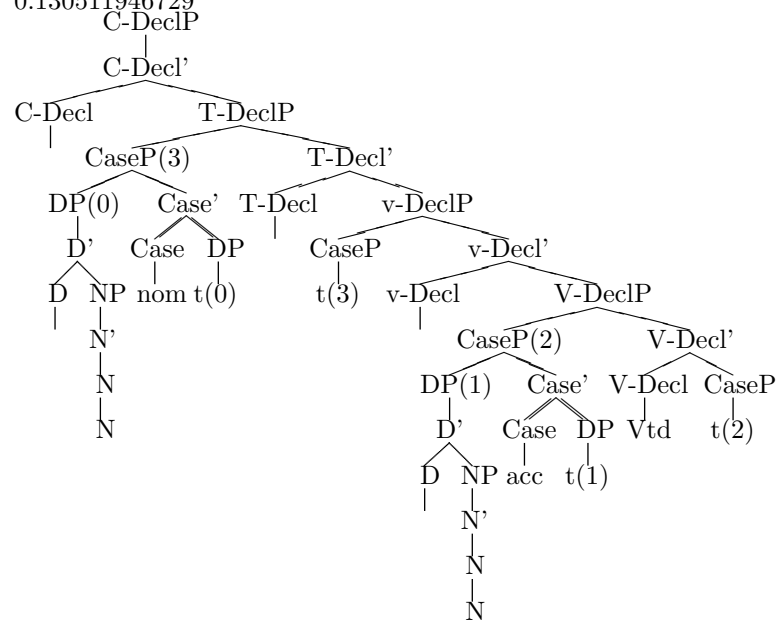 0.130511946729
C-DeclP
C-Decl'
C-Decl T-DeclP
CaseP(3) T-Decl'
DP(0) Case' T-Decl v-DeclP
D' Case DP CaseP v-Decl'
D NP nom t(0) t(3) v-Decl V-DeclP
N' CaseP(2) V-Decl'
N DP(1) Case' V-Decl CaseP
N D' Case DP Vtd t(2)
D NP acc t(1)
N'
N
N